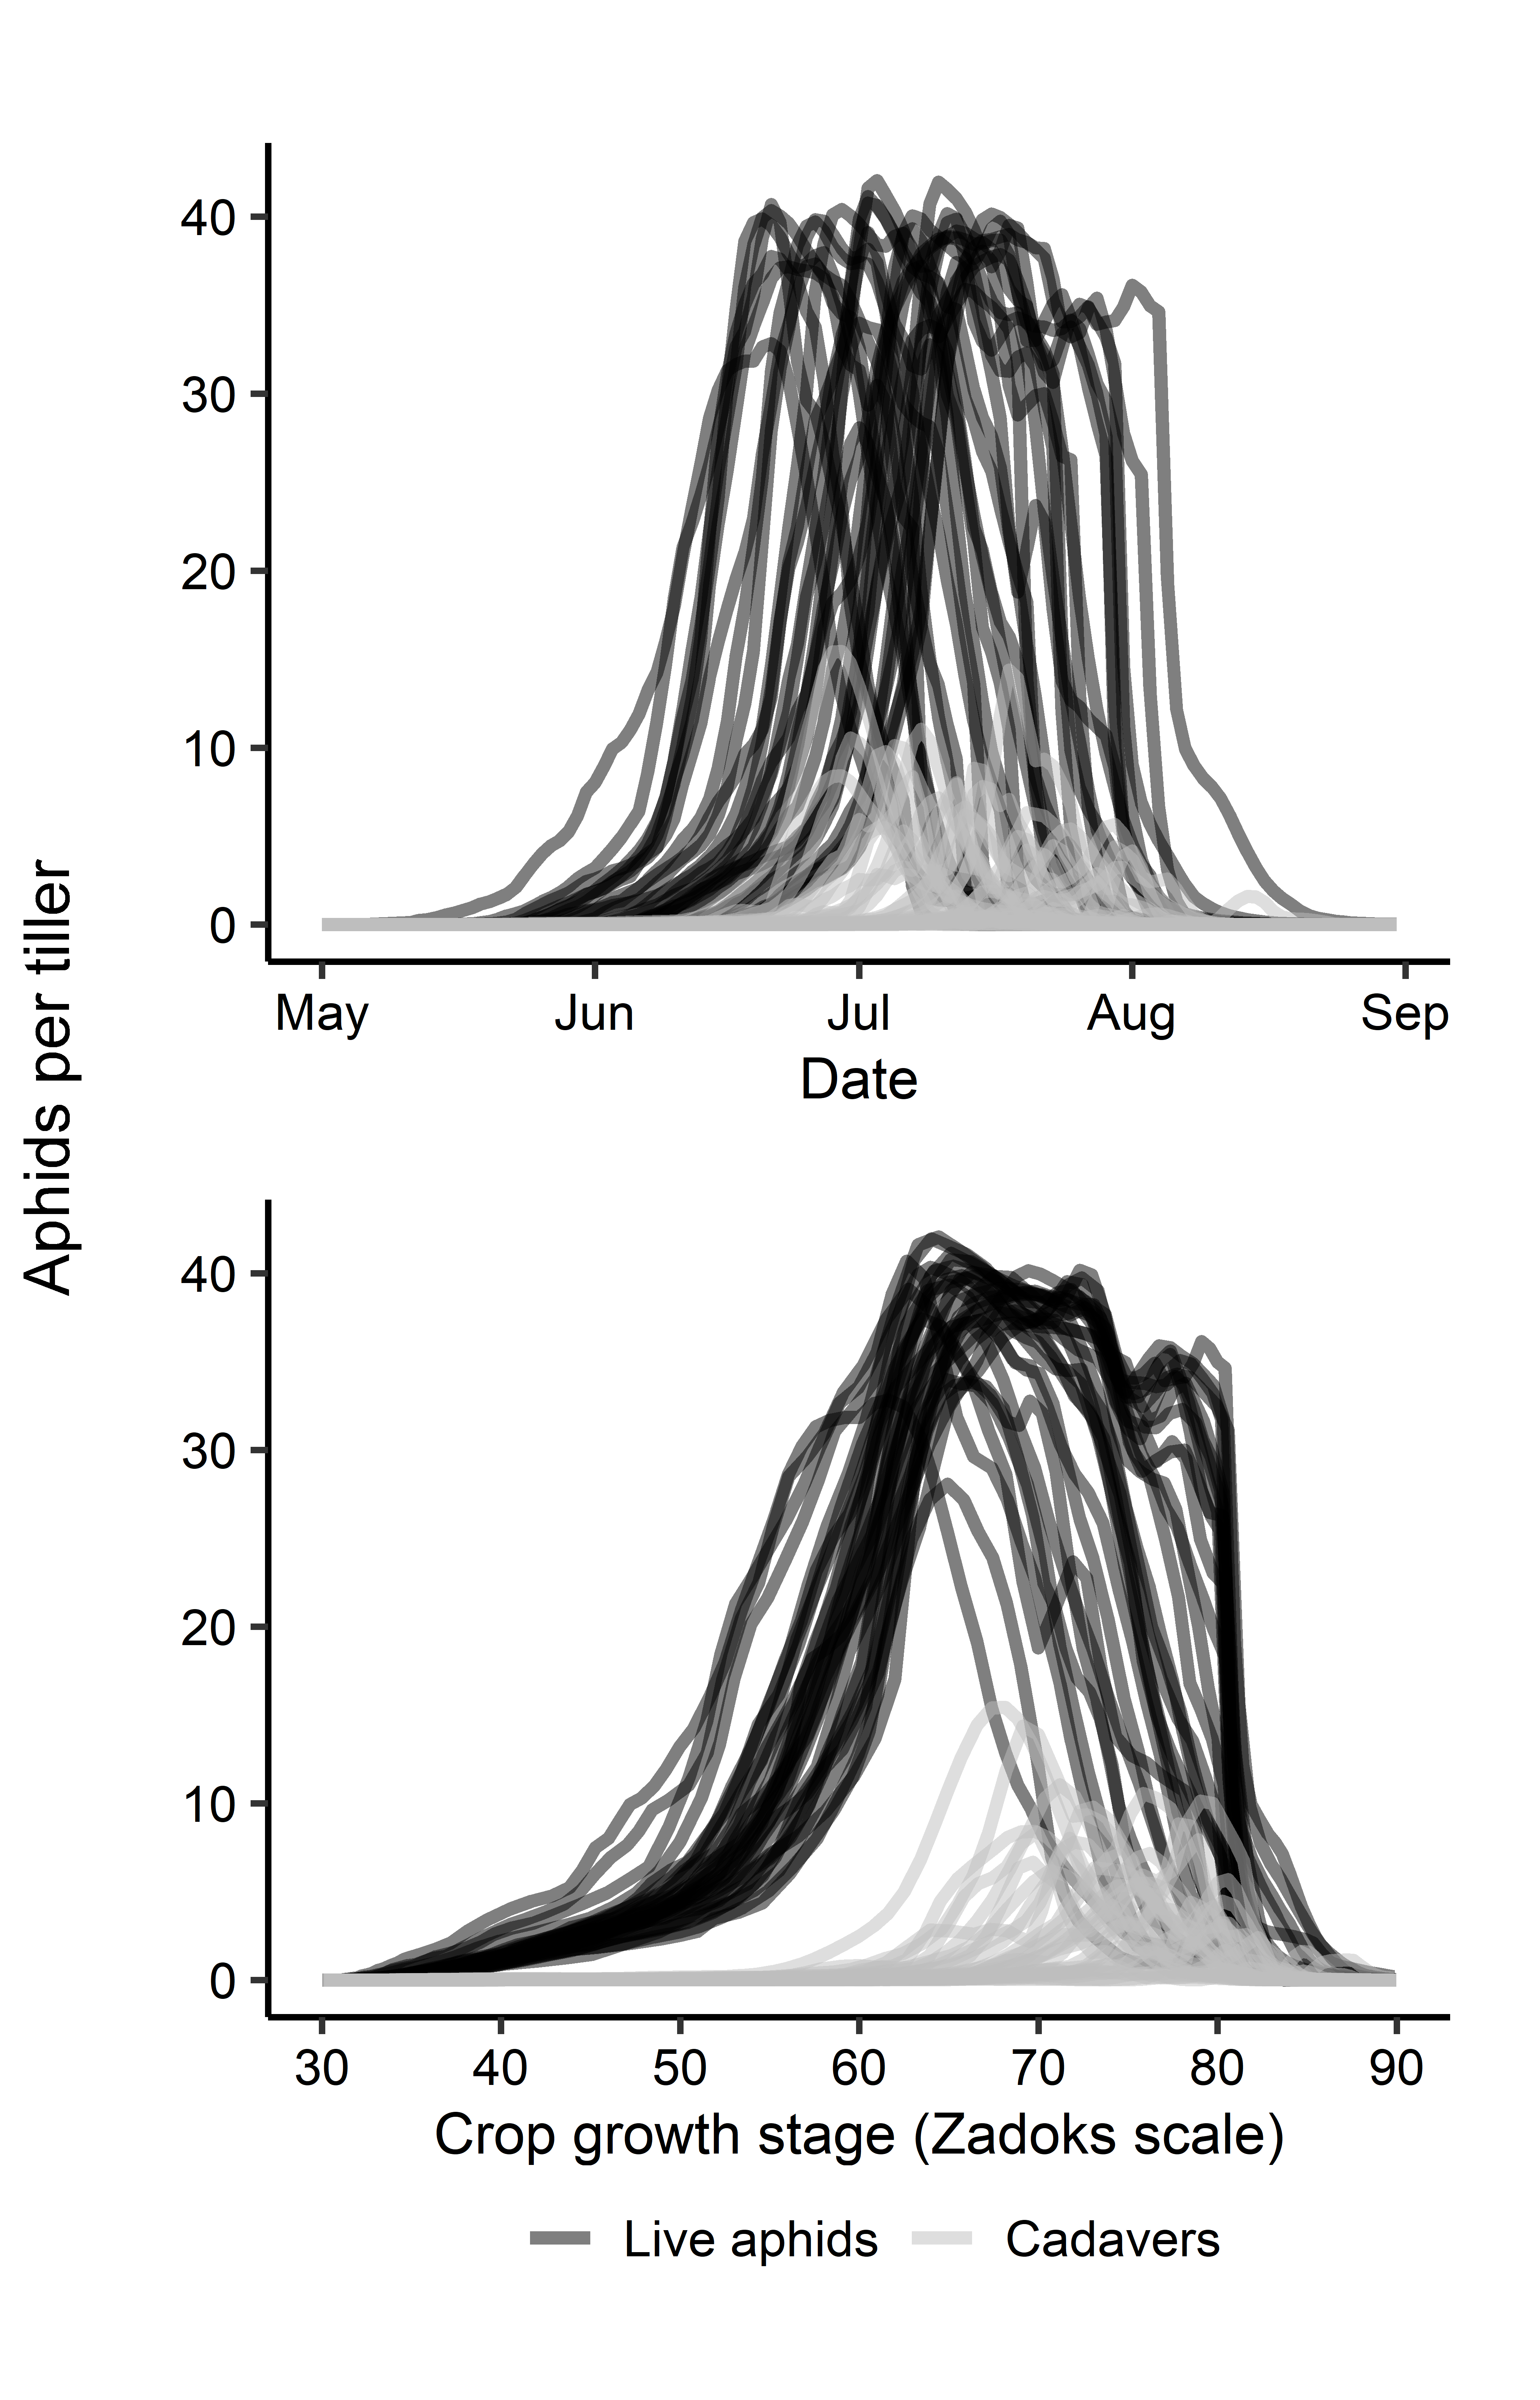 Aphids per tiller
40
30
20
10
0
May Jun Jul Aug Sep
Date
40
30
20
10
0
30 40 50 60 70 80 90
Crop growth stage (Zadoks scale)
Live aphids Cadavers